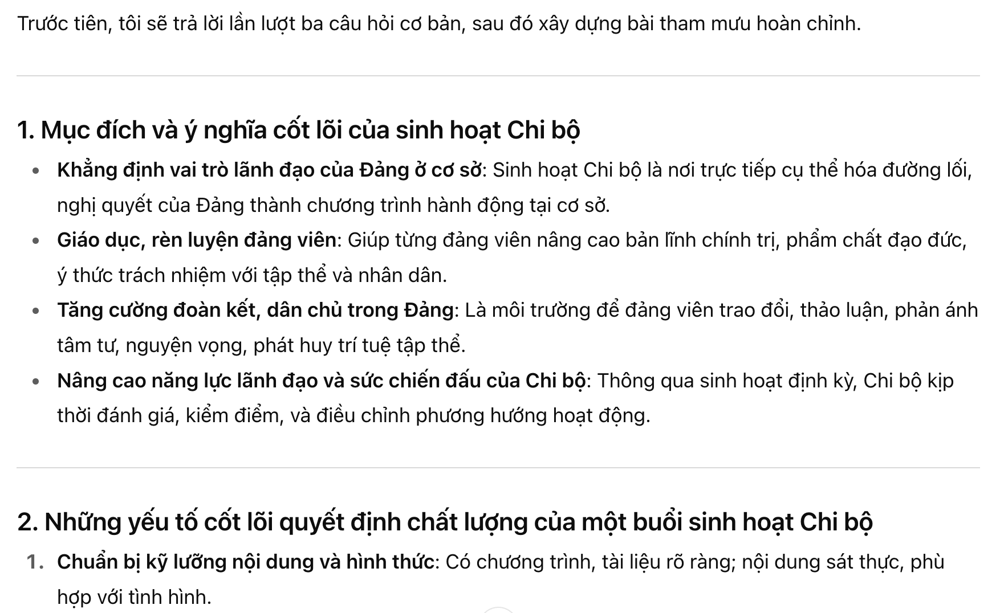 Trước tiên, tôi sẽ trả lời lần lượt ba câu hỏi cơ bản, sau đó xây dựng bài tham mưu hoàn chỉnh.
1. Mục đích và ý nghĩa cốt lõi của sinh hoạt Chi bộ
• Khẳng định vai trò lãnh đạo của Đảng ở cơ sở: Sinh hoạt Chi bộ là nơi trực tiếp cụ thể hóa đường lối,
nghị quyết của Đảng thành chương trình hành động tại cơ sở.
• Giáo dục, rèn luyện đảng viên: Giúp từng đảng viên nâng cao bản lĩnh chính trị, phẩm chất đạo đức,
ý thức trách nhiệm với tập thể và nhân dân.
• Tăng cường đoàn kết, dân chủ trong Đảng: Là môi trường để đảng viên trao đổi, thảo luận, phản ánh
tâm tư, nguyện vọng, phát huy trí tuệ tập thể.
• Nâng cao năng lực lãnh đạo và sức chiến đấu của Chi bộ: Thông qua sinh hoạt định kỳ, Chi bộ kịp
thời đánh giá, kiểm điểm, và điều chỉnh phương hướng hoạt động.
2. Những yếu tố cốt lõi quyết định chất lượng của một buổi sinh hoạt Chi bộ
1. Chuẩn bị kỹ lưỡng nội dung và hình thức: Có chương trình, tài liệu rõ ràng; nội dung sát thực, phù
hợp với tình hình.